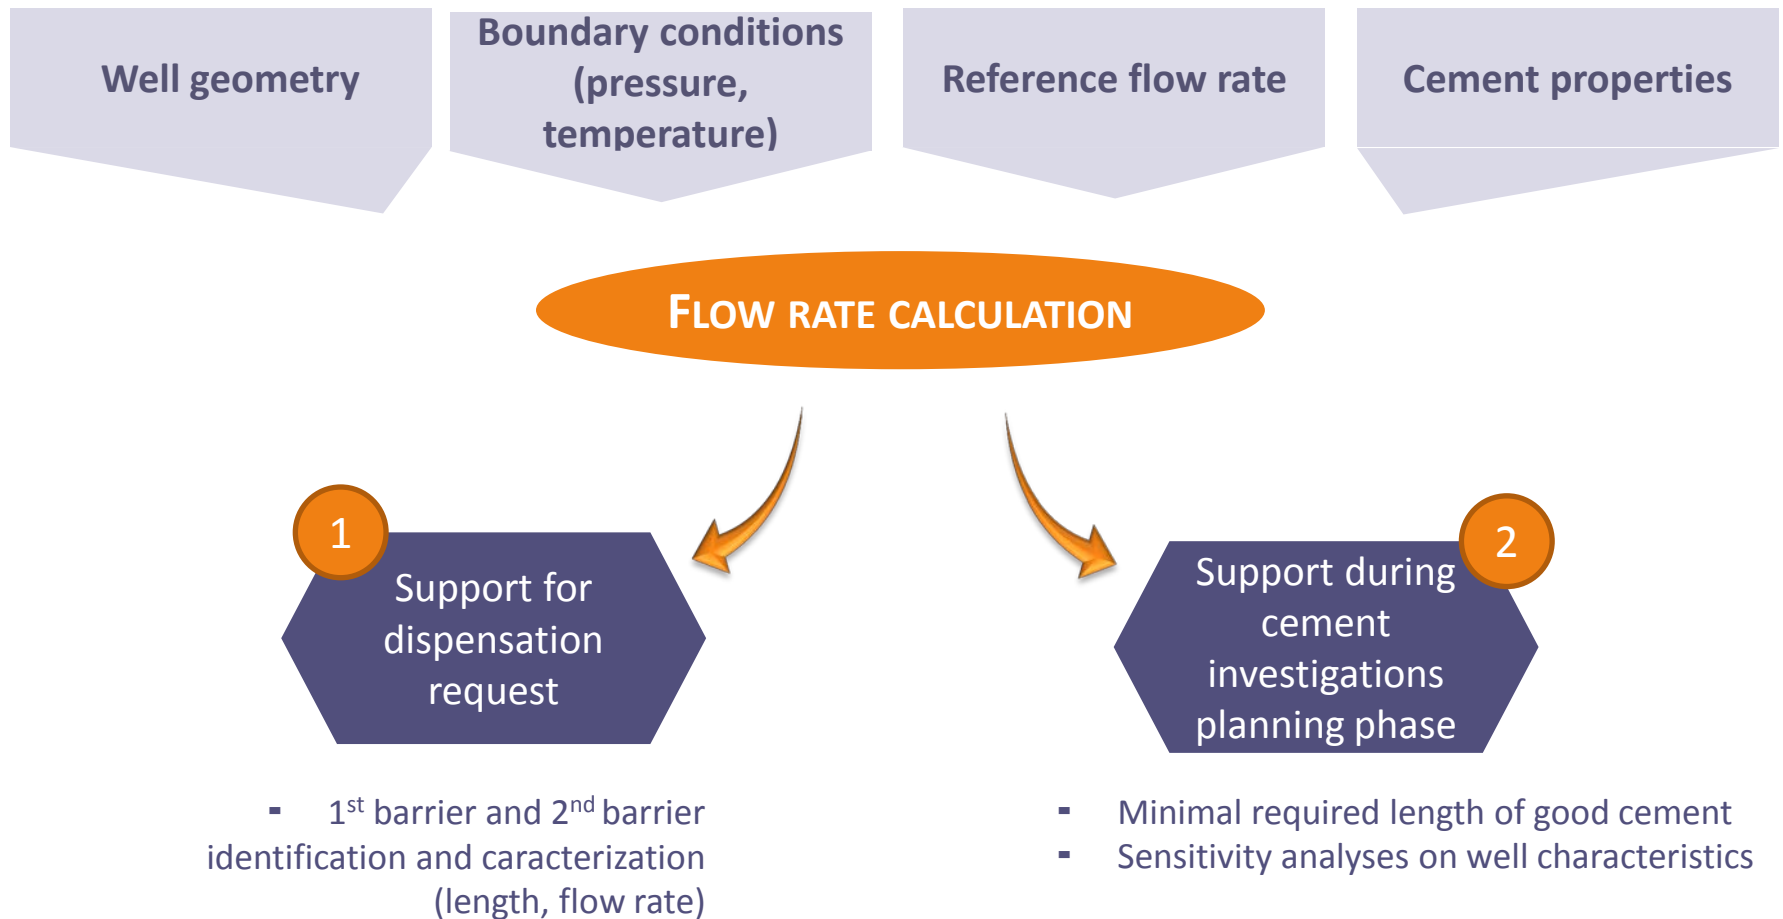 Well geometry
Boundary conditions
(pressure,
temperature)
Reference flow rate
Cement properties
FLOW RATE CALCULATION
1
Support for
dispensation
request
2
Support during
cement
investigations
planning phase
- 1st barrier and 2nd barrier
identification and caracterization
(length, flow rate)
- Minimal required length of good cement
- Sensitivity analyses on well characteristics